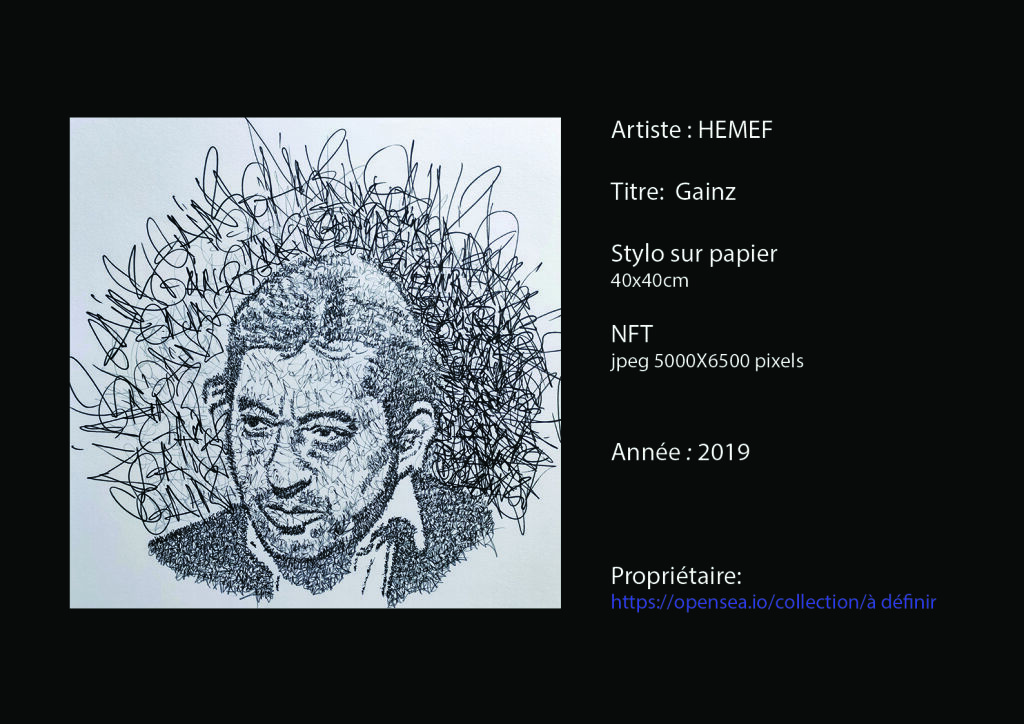 Artiste : HEMEF
Titre:  Gainz
Stylo sur papier
40x40cm
NFT
jpeg 5000X6500 pixels
Année : 2019
Propriétaire:
https://opensea.io/collection/à définir